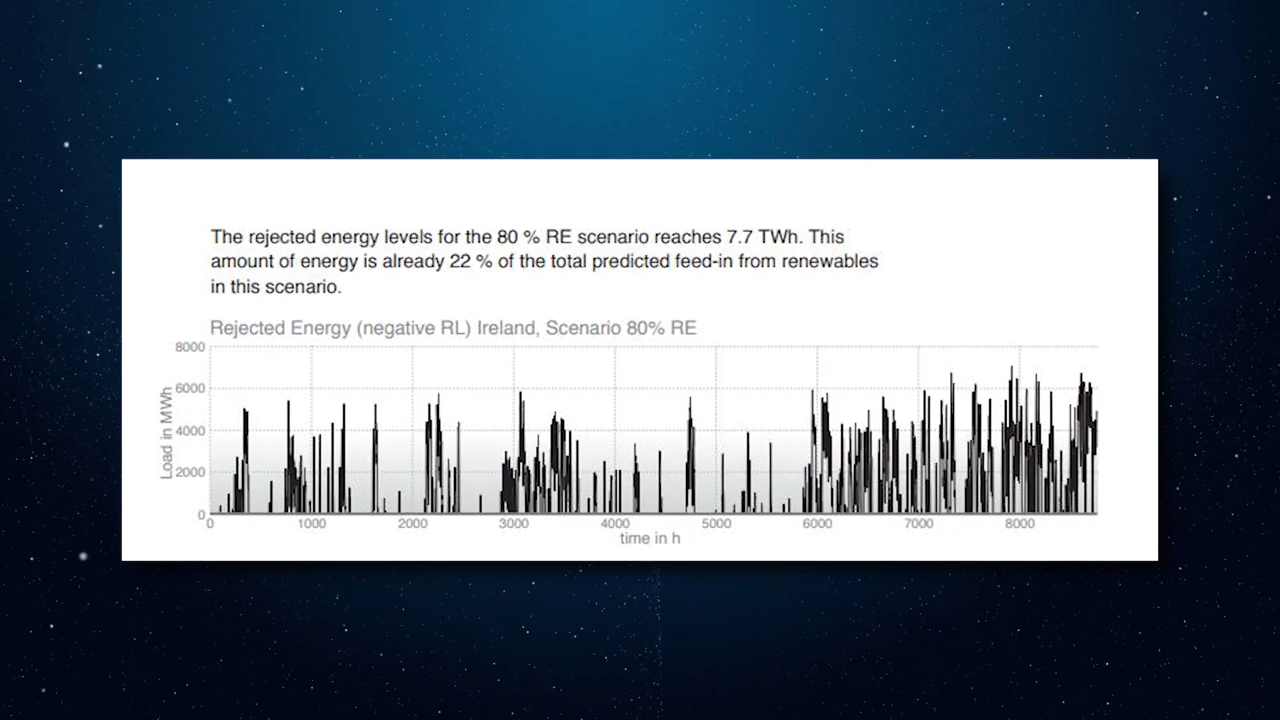 The rejected energy levels for the 80 % RE scenario reaches 7.7 TWh. This
amount of energy is already 22 % of the total predicted feed-in from renewables
in this scenario.
Rejected Energy (negative RL) Ireland, Scenario 80% RE
Load in MWh
8000
6000
4000
2000
0
0 1000 2000 3000 4000 5000 6000 7000 8000
time in h